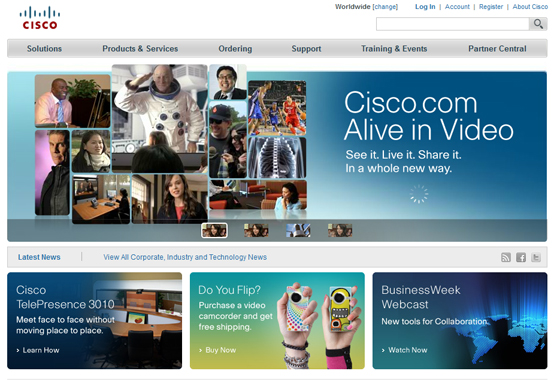 CISCO
Worldwide [change] Log In | Account | Register | About Cisco
Solutions Products & Services Ordering Support Training & Events Partner Central
Cisco.com
Alive in Video
See it. Live it. Share it.
In a whole new way.
Latest News | View All Corporate, Industry and Technology News
Cisco
TelePresence 3010
Meet face to face without
moving place to place.
› Learn How
Do You Flip?
Purchase a video
camcorder and get
free shipping.
› Buy Now
BusinessWeek
Webcast
New tools for Collaboration.
› Watch Now